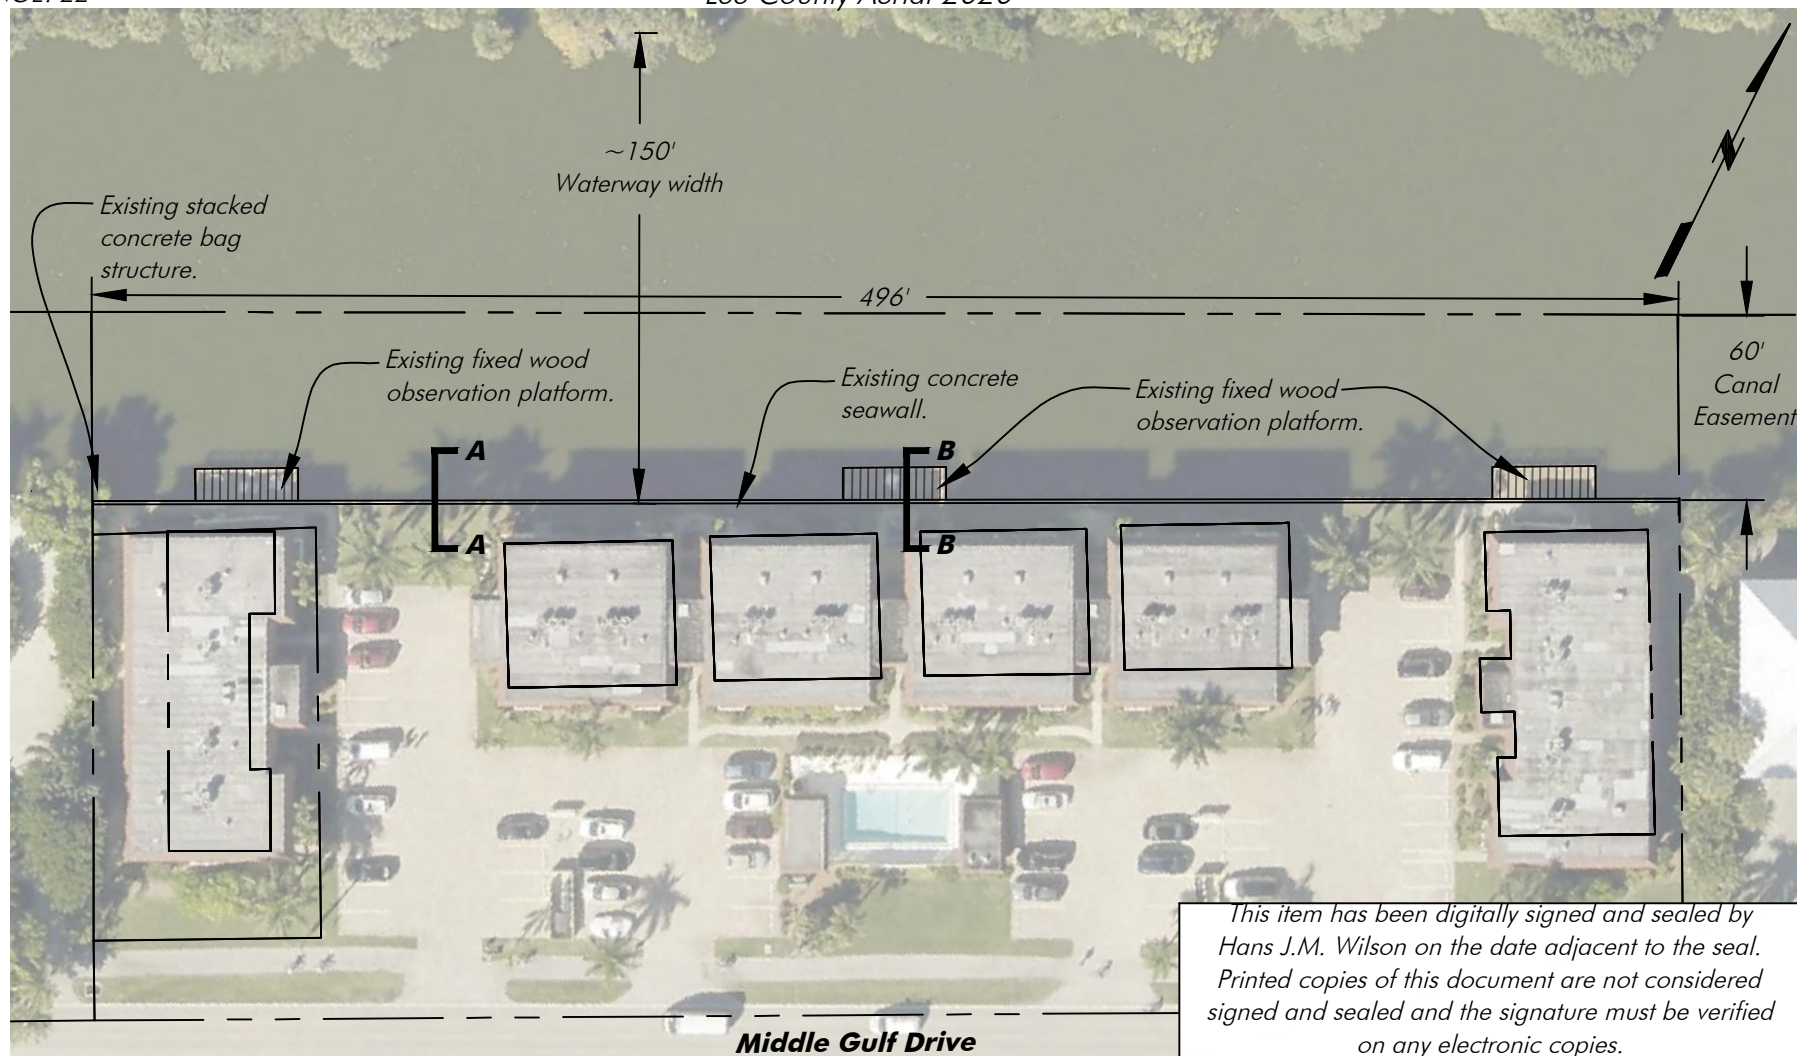 ~150'
Waterway width
Existing stacked
concrete bag
structure.
496'
Existing fixed wood
observation platform.
Existing concrete
seawall.
Existing fixed wood
observation platform.
60'
Canal
Easement
A
B
A
B
N
This item has been digitally signed and sealed by
Hans J.M. Wilson on the date adjacent to the seal.
Printed copies of this document are not considered
signed and sealed and the signature must be verified
on any electronic copies.
Middle Gulf Drive